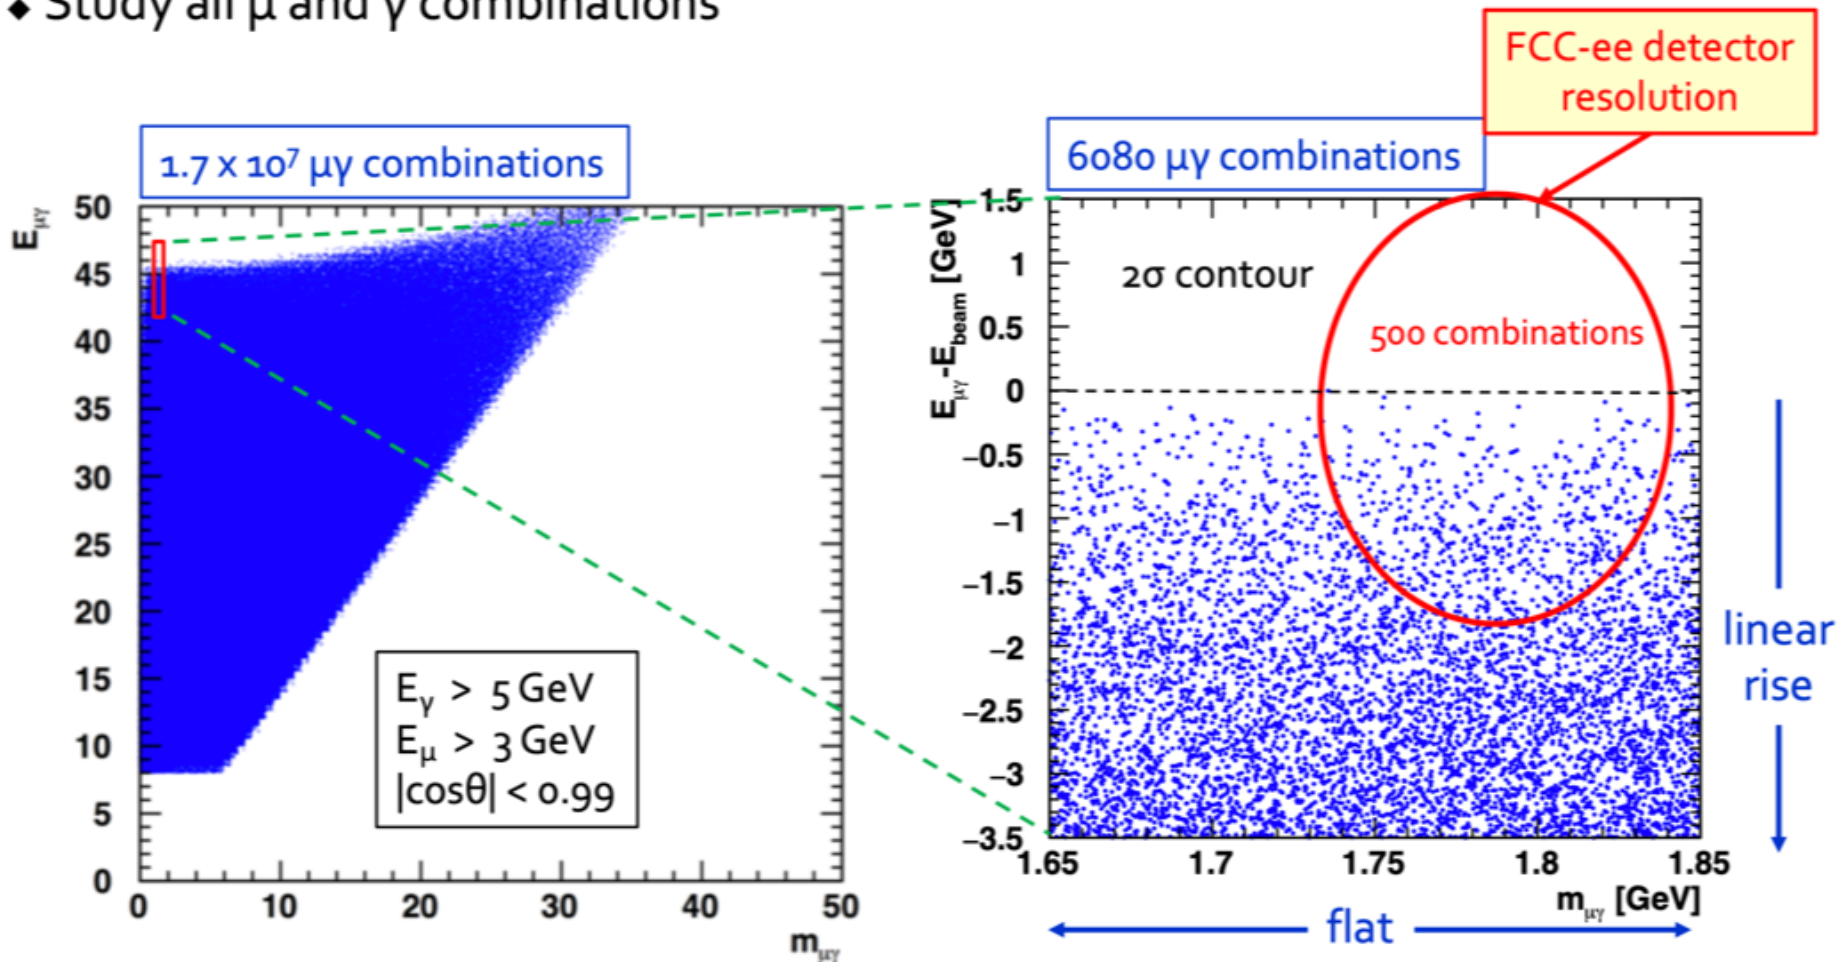 ◆ Study all μ and γ combinations
FCC-ee detector
resolution
1.7 x 10⁷ μγ combinations
6080 μγ combinations
E_μγ
50
45
40
35
30
25
20
15
10
5
0
0 10 20 30 40 50
m_μγ
E_γ > 5 GeV
E_μ > 3 GeV
|cosθ| < 0.99
E_μγ-E_beam [GeV]
1.5
1
0.5
0
−0.5
−1
−1.5
−2
−2.5
−3
−3.5
2σ contour
500 combinations
1.65 1.7 1.75 1.8 1.85
m_μγ [GeV]
linear
rise
flat